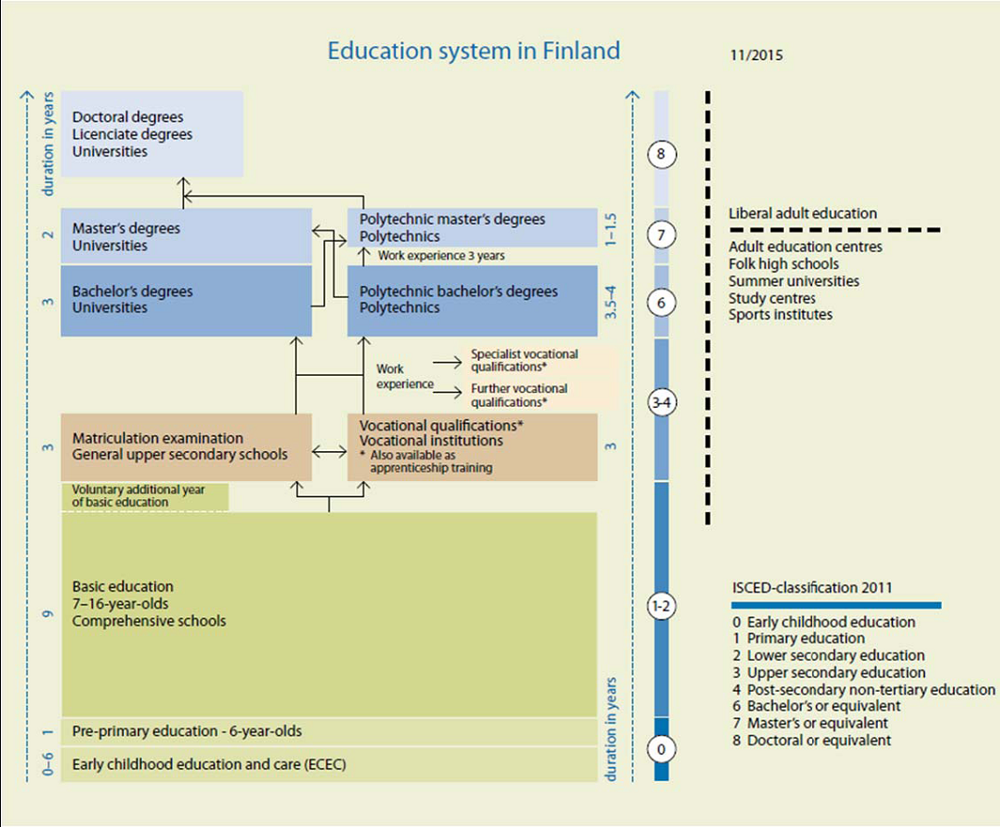 Education system in Finland
11/2015
duration in years
Doctoral degrees
Licenciate degrees
Universities
8
2
Master's degrees
Universities
Polytechnic master's degrees
Polytechnics
1–1.5
7
Work experience 3 years
3
Bachelor's degrees
Universities
Polytechnic bachelor's degrees
Polytechnics
3.5–4
6
Work
experience
Specialist vocational
qualifications*
Further vocational
qualifications*
3-4
3
Matriculation examination
General upper secondary schools
Vocational qualifications*
Vocational institutions
* Also available as
apprenticeship training
3
Voluntary additional year
of basic education
9
Basic education
7–16-year-olds
Comprehensive schools
1-2
1
Pre-primary education - 6-year-olds
0–6
Early childhood education and care (ECEC)
duration in years
0
Liberal adult education
Adult education centres
Folk high schools
Summer universities
Study centres
Sports institutes
ISCED-classification 2011
0 Early childhood education
1 Primary education
2 Lower secondary education
3 Upper secondary education
4 Post-secondary non-tertiary education
6 Bachelor's or equivalent
7 Master's or equivalent
8 Doctoral or equivalent